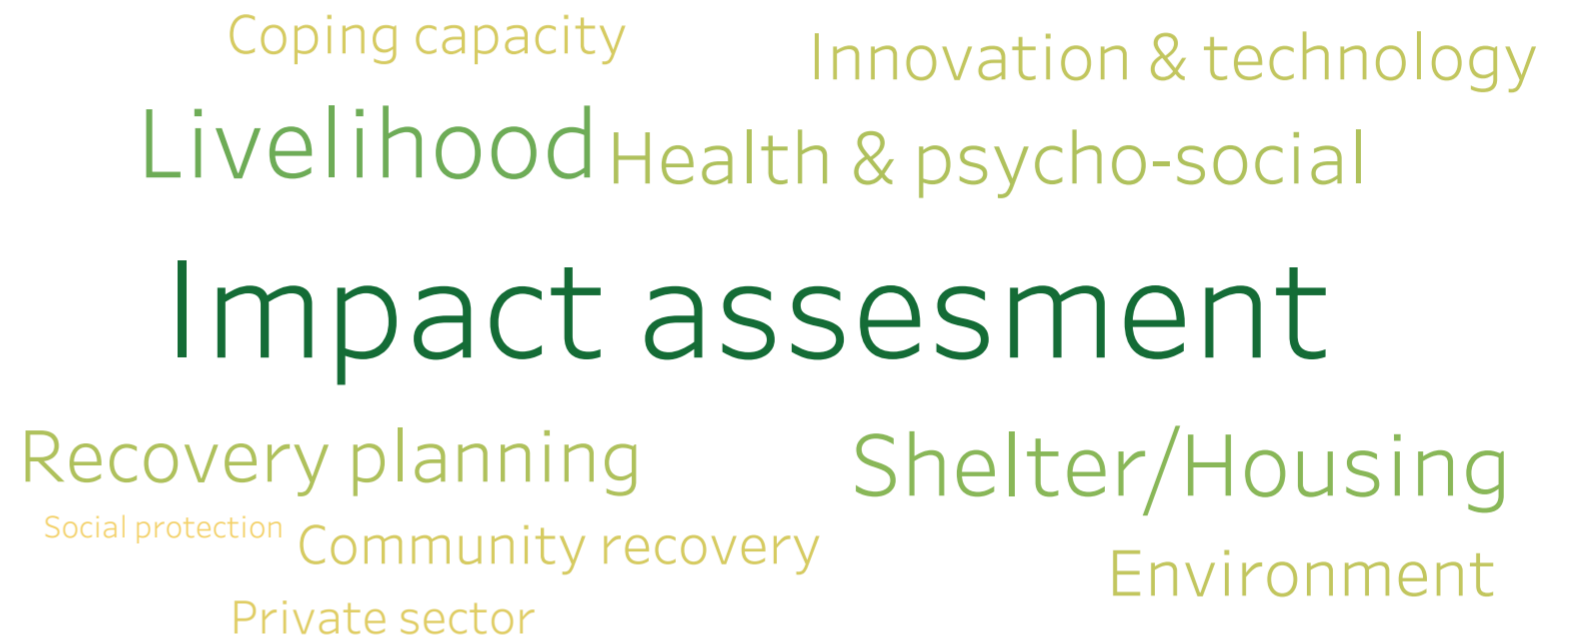 Coping capacity
Innovation & technology
Livelihood
Health & psycho-social
Impact assesment
Recovery planning
Shelter/Housing
Social protection
Community recovery
Environment
Private sector